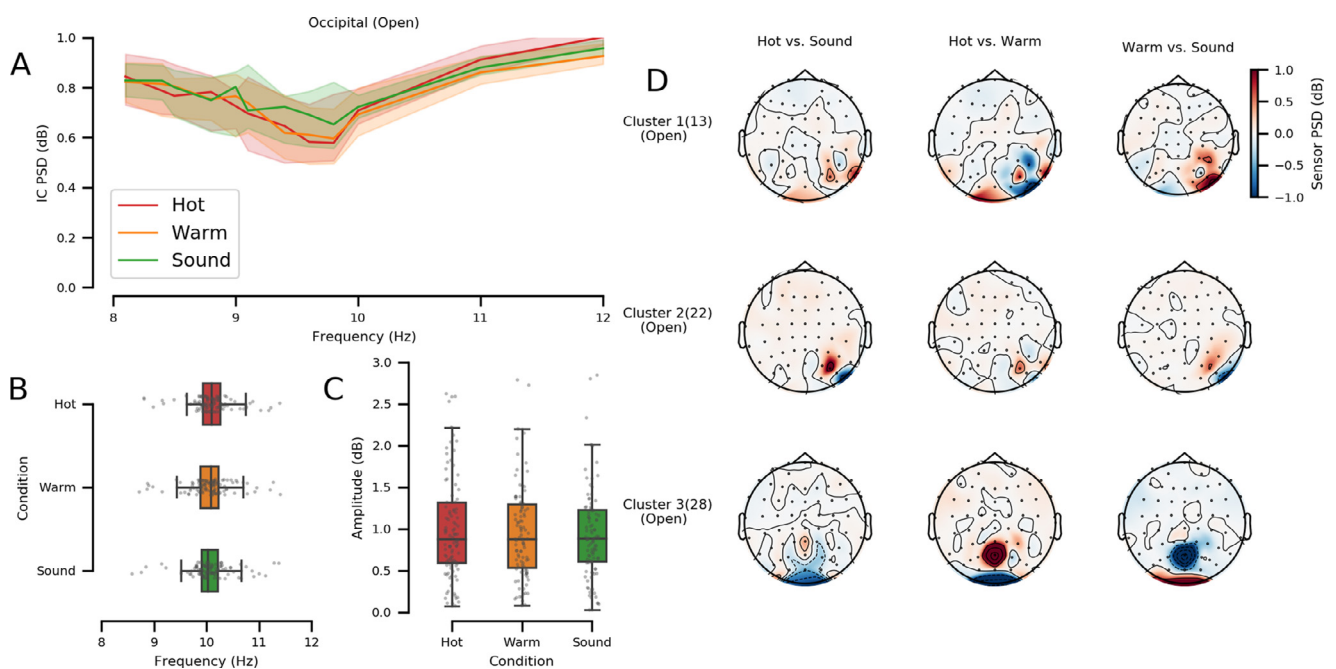 Occipital (Open)
A
IC PSD (dB)
1.0
0.8
0.6
0.4
0.2
0.0
Hot
Warm
Sound
8
9
10
11
12
Frequency (Hz)
B
Condition
Hot
Warm
Sound
8
9
10
11
12
Frequency (Hz)
C
Amplitude (dB)
3.0
2.5
2.0
1.5
1.0
0.5
0.0
Hot
Warm
Sound
Condition
D
Hot vs. Sound
Hot vs. Warm
Warm vs. Sound
Cluster 1(13)
(Open)
Cluster 2(22)
(Open)
Cluster 3(28)
(Open)
1.0
0.5
0.0
−0.5
−1.0
Sensor PSD (dB)